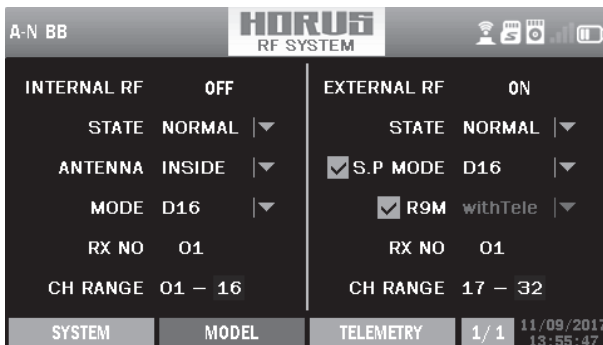 A-N BB
HORUS
RF SYSTEM
INTERNAL RF OFF
STATE NORMAL
ANTENNA INSIDE
MODE D16
RX NO 01
CH RANGE 01 – 16
EXTERNAL RF ON
STATE NORMAL
S.P MODE D16
R9M withTele
RX NO 01
CH RANGE 17 – 32
SYSTEM MODEL TELEMETRY 1/1 11/09/2017
13:55:47